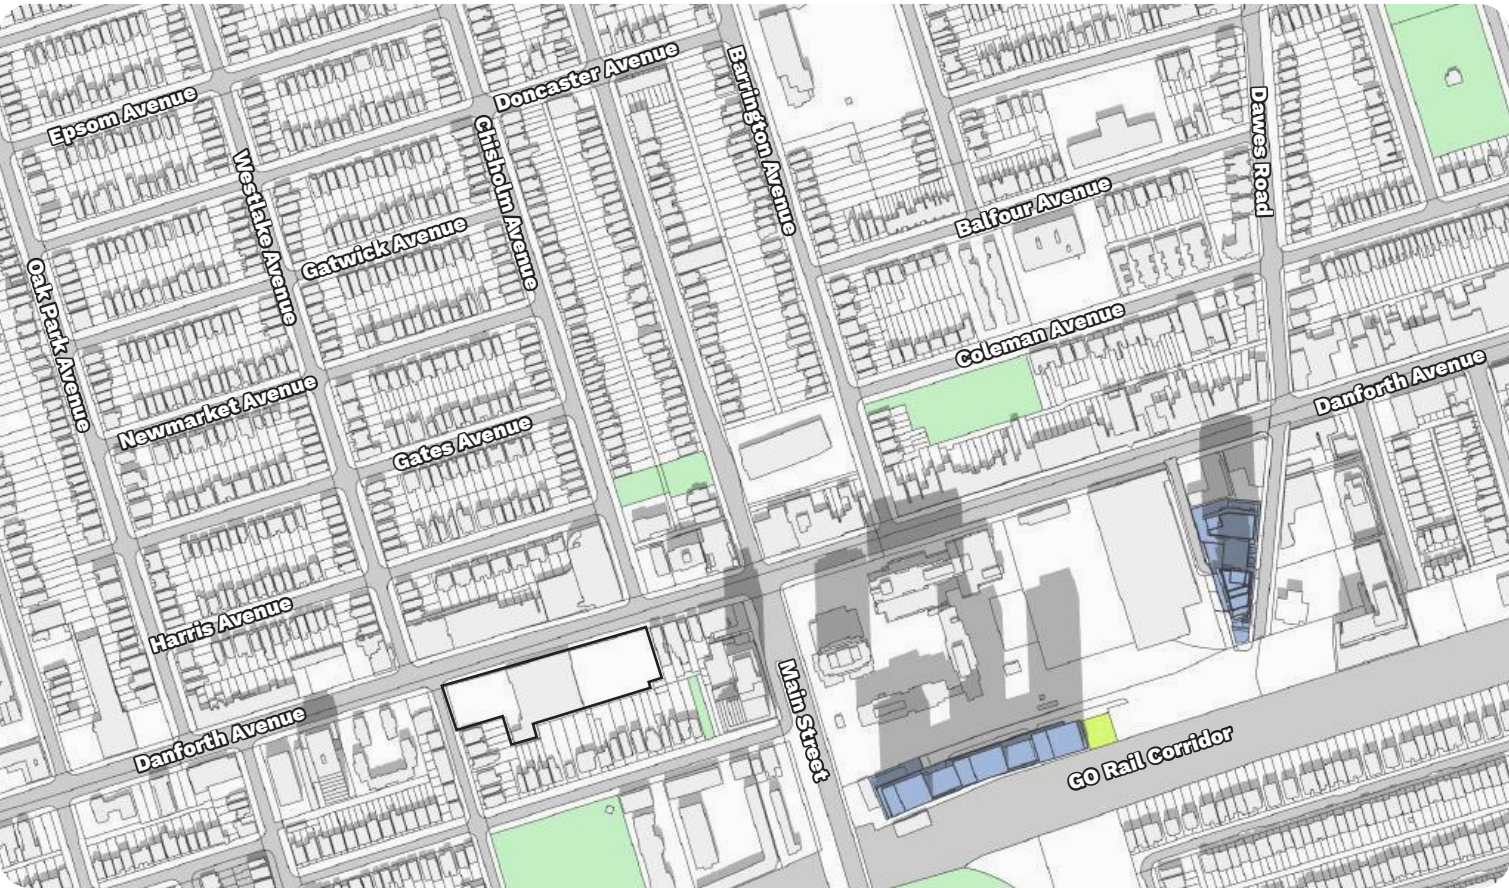 Epsom Avenue
Doncaster Avenue
Barrington Avenue
Dawes Road
Westlake Avenue
Chisholm Avenue
Gatwick Avenue
Balfour Avenue
Oak Park Avenue
Coleman Avenue
Newmarket Avenue
Danforth Avenue
Gates Avenue
Harris Avenue
Danforth Avenue
Main Street
GO Rail Corridor